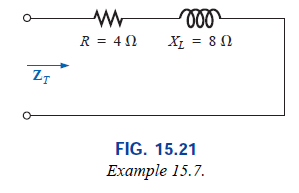 R = 4 Ω
X_L = 8 Ω
Z_T
FIG. 15.21
Example 15.7.